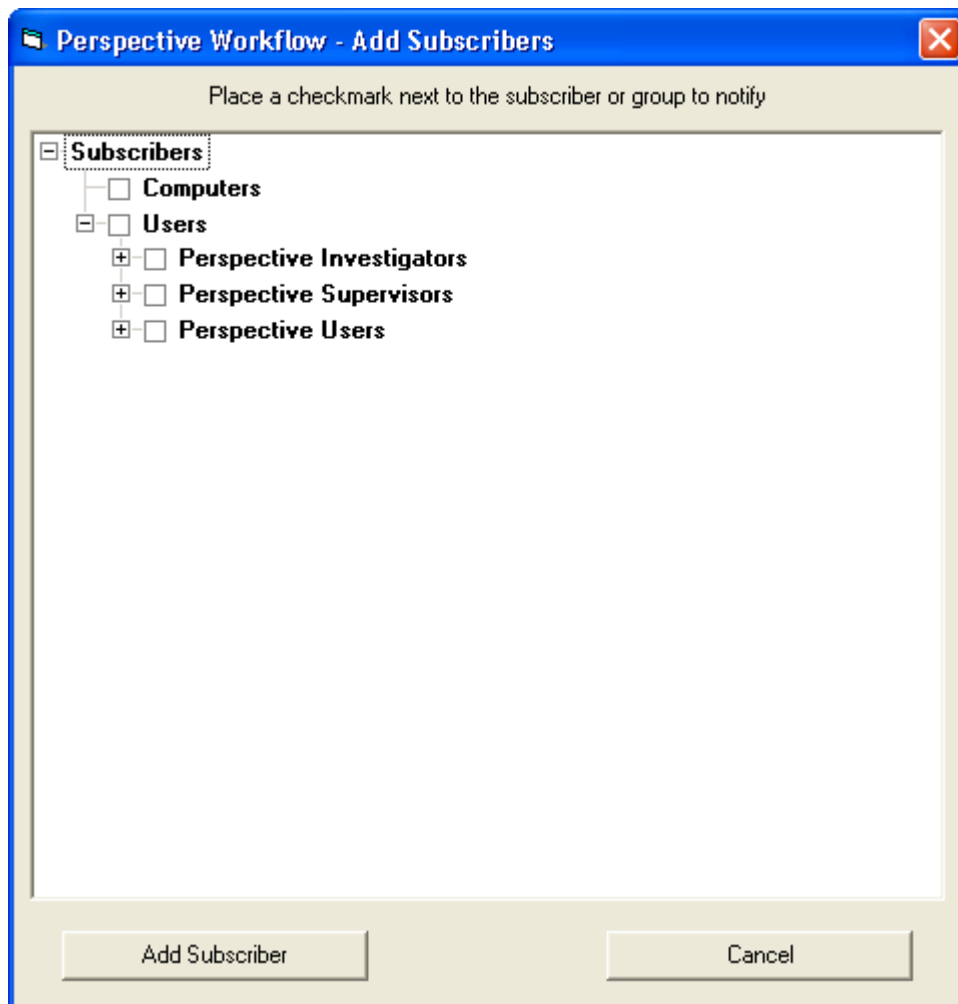 Perspective Workflow - Add Subscribers
Place a checkmark next to the subscriber or group to notify
Subscribers
Computers
Users
Perspective Investigators
Perspective Supervisors
Perspective Users
Add Subscriber
Cancel